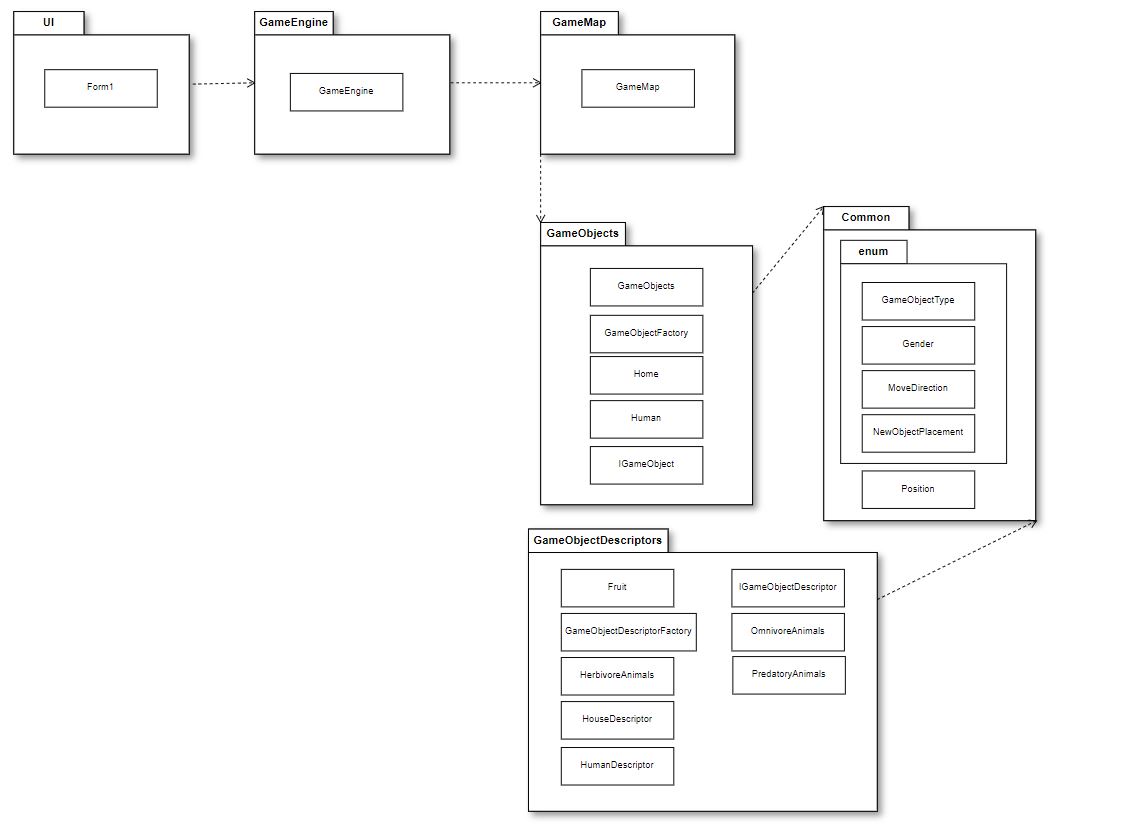 UI
Form1
GameEngine
GameEngine
GameMap
GameMap
GameObjects
GameObjects
GameObjectFactory
Home
Human
IGameObject
Common
enum
GameObjectType
Gender
MoveDirection
NewObjectPlacement
Position
GameObjectDescriptors
Fruit
GameObjectDescriptorFactory
HerbivoreAnimals
HouseDescriptor
HumanDescriptor
IGameObjectDescriptor
OmnivoreAnimals
PredatoryAnimals